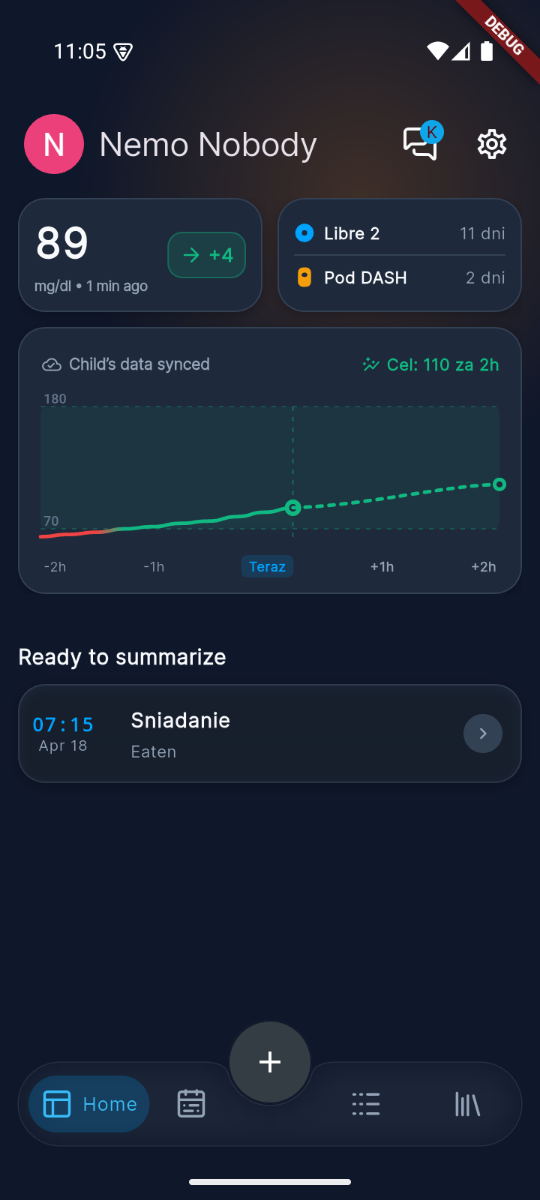 11:05
DEBUG
N
Nemo Nobody
K
89
→ +4
mg/dl • 1 min ago
Libre 2
11 dni
Pod DASH
2 dni
Child's data synced
Cel: 110 za 2h
180
70
C
-2h
-1h
Teraz
+1h
+2h
Ready to summarize
07:15
Apr 18
Sniadanie
Eaten
Home